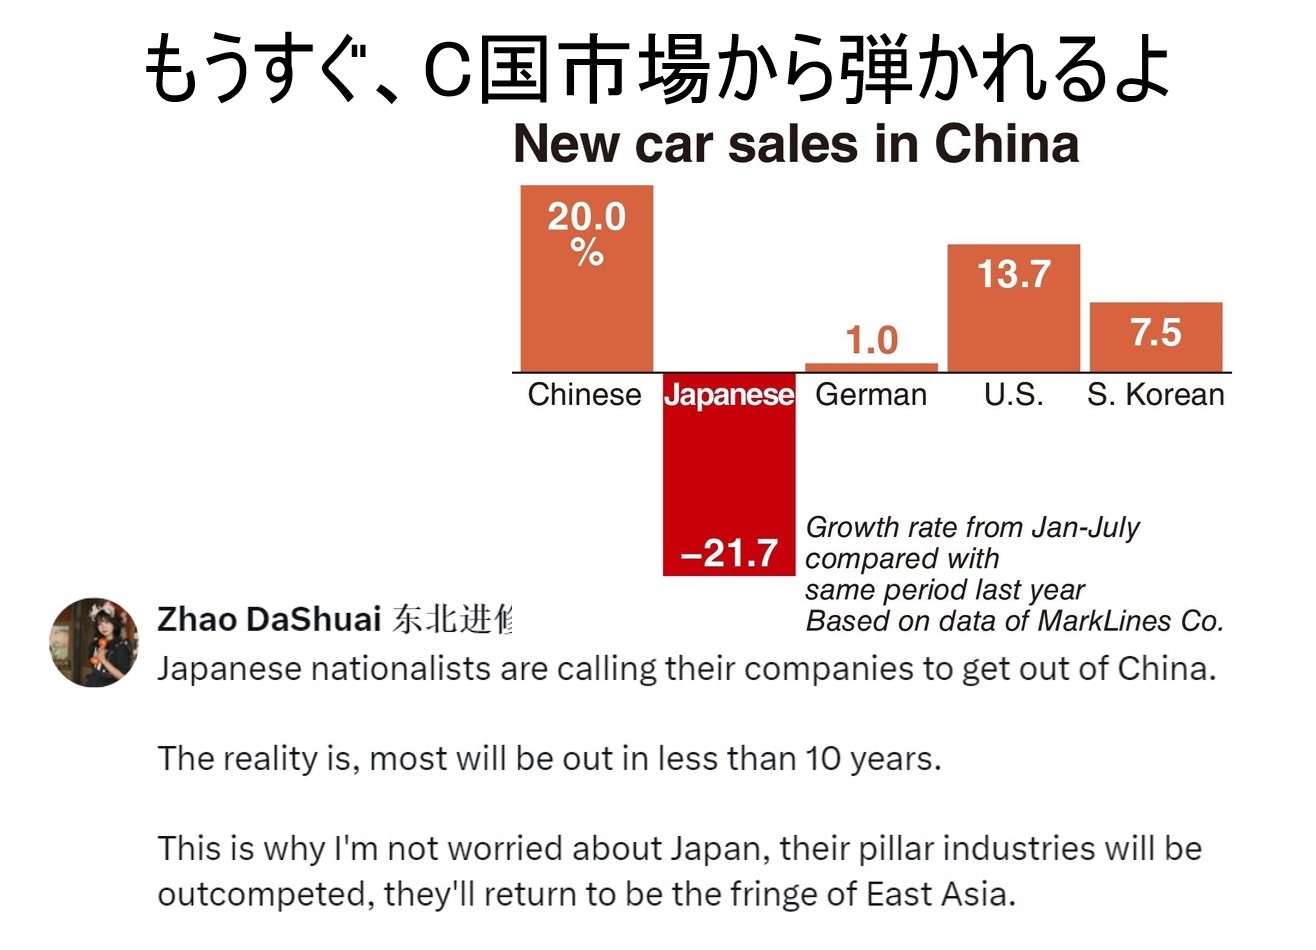 もうすぐ、C国市場から弾かれるよ
New car sales in China
20.0
%
13.7
1.0
7.5
Chinese
Japanese
German
U.S.
S. Korean
−21.7
Growth rate from Jan-July
compared with
same period last year
Based on data of MarkLines Co.
Zhao DaShuai 东北进修
Japanese nationalists are calling their companies to get out of China.
The reality is, most will be out in less than 10 years.
This is why I'm not worried about Japan, their pillar industries will be
outcompeted, they'll return to be the fringe of East Asia.